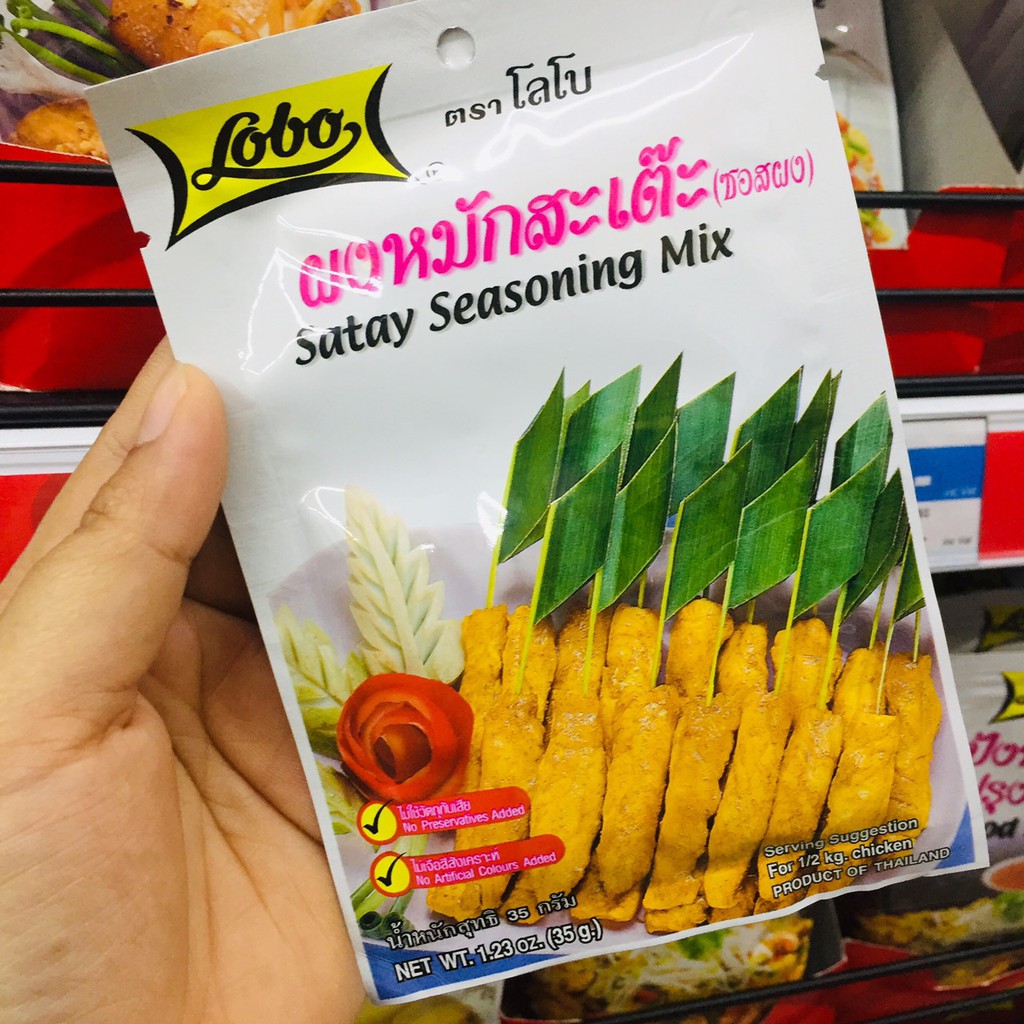 Lobo
ตรา โลโบ
ผงหมักสะเต๊ะ (ซอสผง)
Satay Seasoning Mix
ไม่ใช้วัตถุกันเสีย
No Preservatives Added
ไม่เจือสีสังเคราะห์
No Artificial Colours Added
Serving Suggestion
For 1/2 kg. chicken
PRODUCT OF THAILAND
น้ำหนักสุทธิ 35 กรัม
NET WT. 1.23 oz. (35 g.)